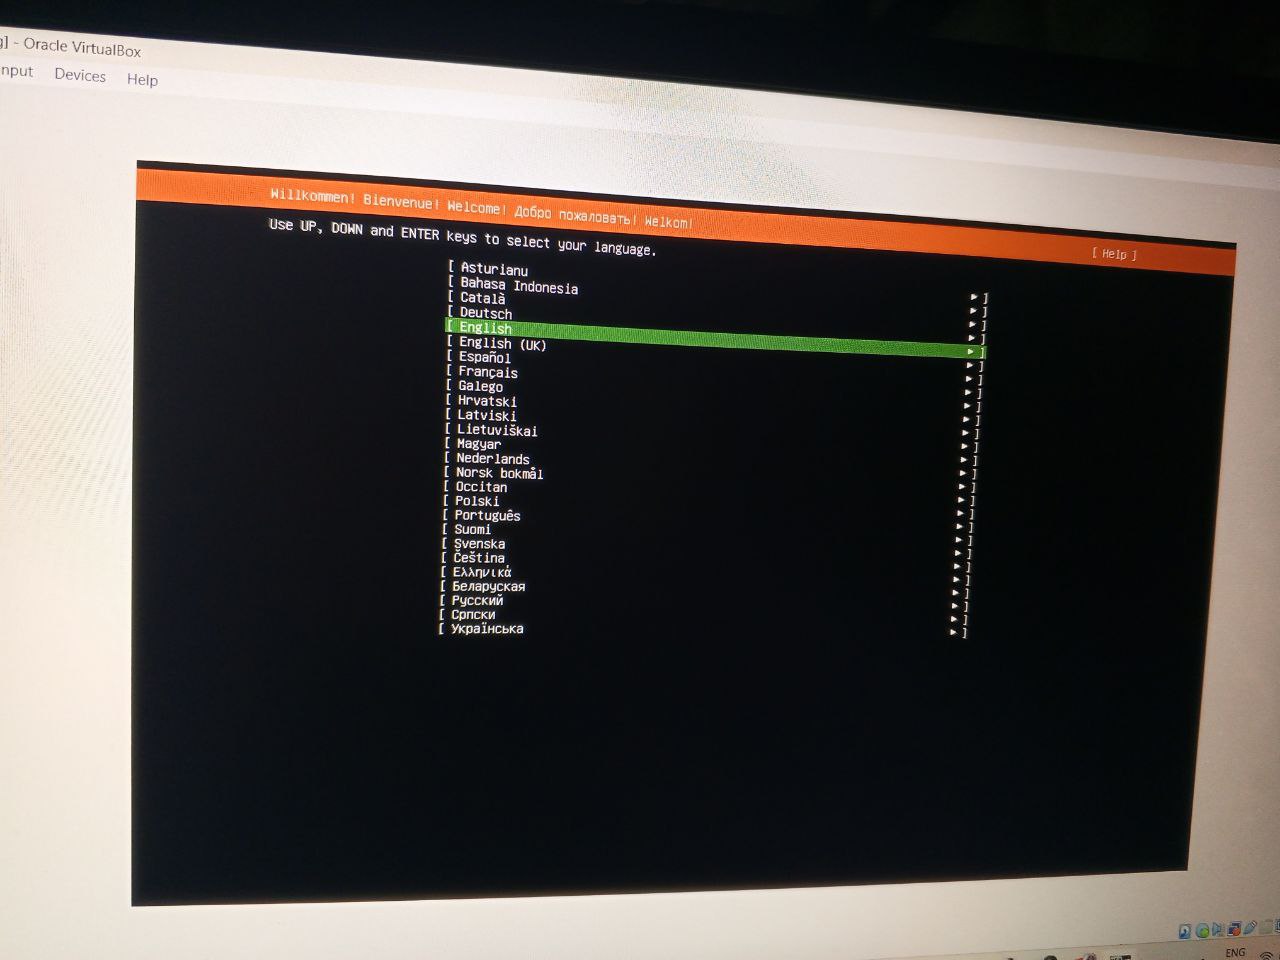 g] - Oracle VirtualBox
nput Devices Help
Willkommen! Bienvenue! Welcome! Добро пожаловать! Welkom!
[ Help ]
Use UP, DOWN and ENTER keys to select your language.
[ Asturianu ► ]
[ Bahasa Indonesia ► ]
[ Català ► ]
[ Deutsch ► ]
[ English ► ]
[ English (UK) ► ]
[ Español ► ]
[ Français ► ]
[ Galego ► ]
[ Hrvatski ► ]
[ Latviski ► ]
[ Lietuviškai ► ]
[ Magyar ► ]
[ Nederlands ► ]
[ Norsk bokmål ► ]
[ Occitan ► ]
[ Polski ► ]
[ Português ► ]
[ Suomi ► ]
[ Svenska ► ]
[ Čeština ► ]
[ Ελληνικά ► ]
[ Беларуская ► ]
[ Русский ► ]
[ Српски ► ]
[ Українська ► ]
ENG